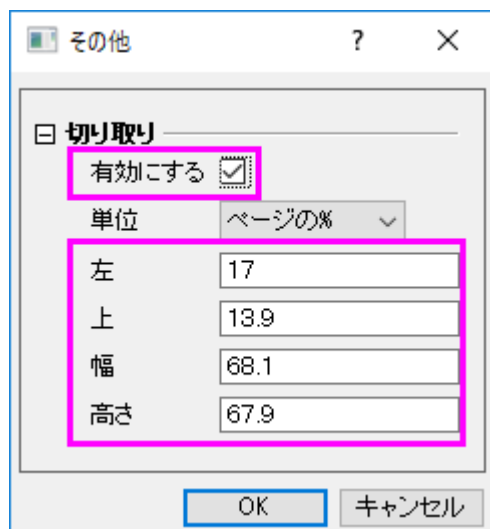 その他 ?
切り取り
有効にする
単位 ページの%
左 17
上 13.9
幅 68.1
高さ 67.9
OK キャンセル